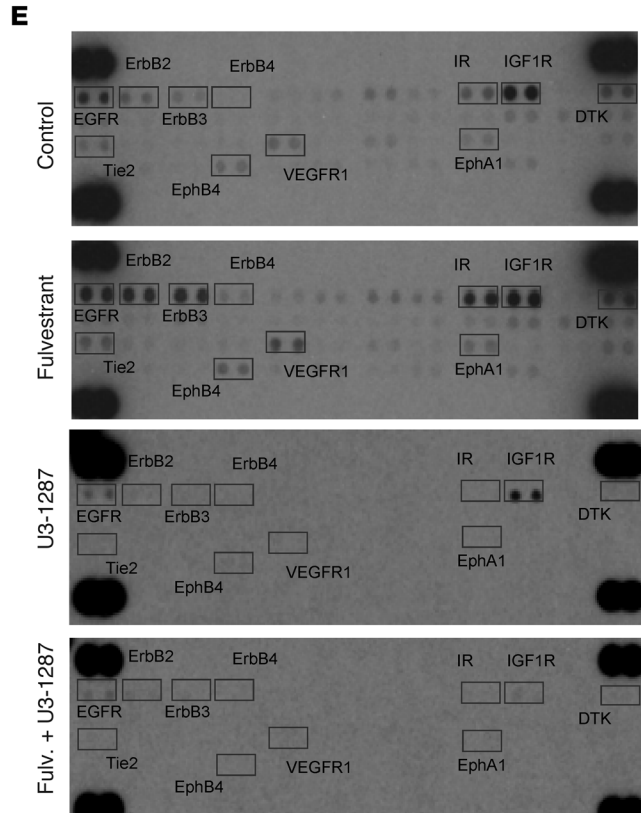 E
Control
ErbB2 ErbB4 IR IGF1R
EGFR ErbB3 DTK
Tie2 EphB4 VEGFR1 EphA1
Fulvestrant
ErbB2 ErbB4 IR IGF1R
EGFR ErbB3 DTK
Tie2 EphB4 VEGFR1 EphA1
U3-1287
ErbB2 ErbB4 IR IGF1R
EGFR ErbB3 DTK
Tie2 EphB4 VEGFR1 EphA1
Fulv. + U3-1287
ErbB2 ErbB4 IR IGF1R
EGFR ErbB3 DTK
Tie2 EphB4 VEGFR1 EphA1